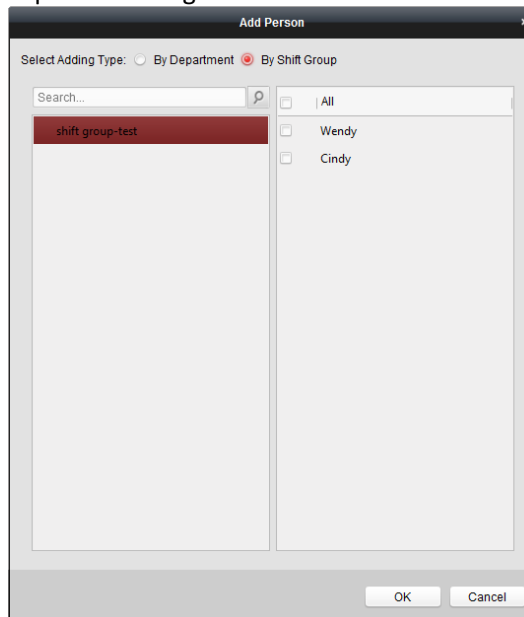 Add Person
Select Adding Type: By Department By Shift Group
Search...
All
shift group-test
Wendy
Cindy
OK Cancel